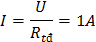 I = U / R_tđ = 1A